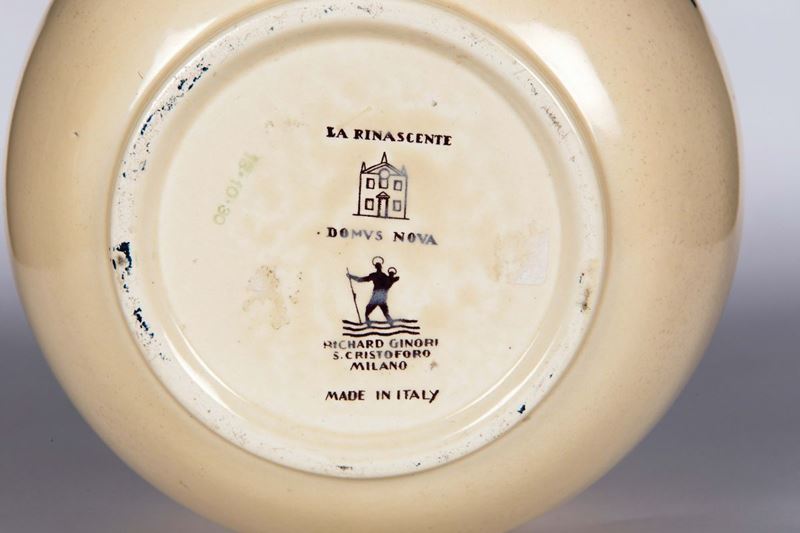 LA RINASCENTE
DOMVS NOVA
RICHARD GINORI
S. CRISTOFORO
MILANO
MADE IN ITALY